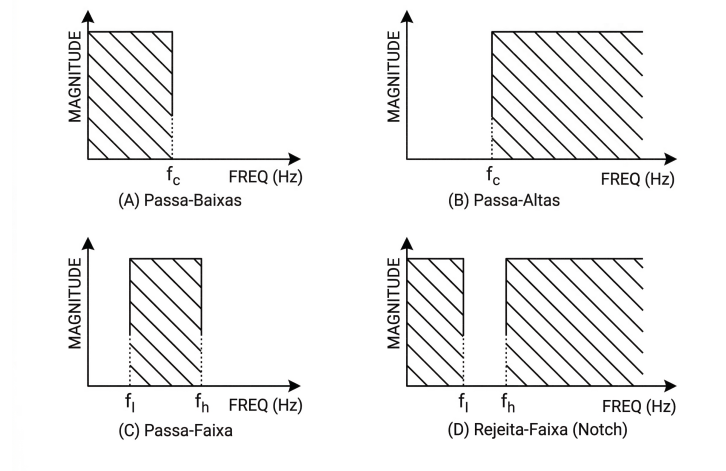 MAGNITUDE
f_c
FREQ (Hz)
(A) Passa-Baixas
MAGNITUDE
f_c
FREQ (Hz)
(B) Passa-Altas
MAGNITUDE
f_l
f_h
FREQ (Hz)
(C) Passa-Faixa
MAGNITUDE
f_l
f_h
FREQ (Hz)
(D) Rejeita-Faixa (Notch)